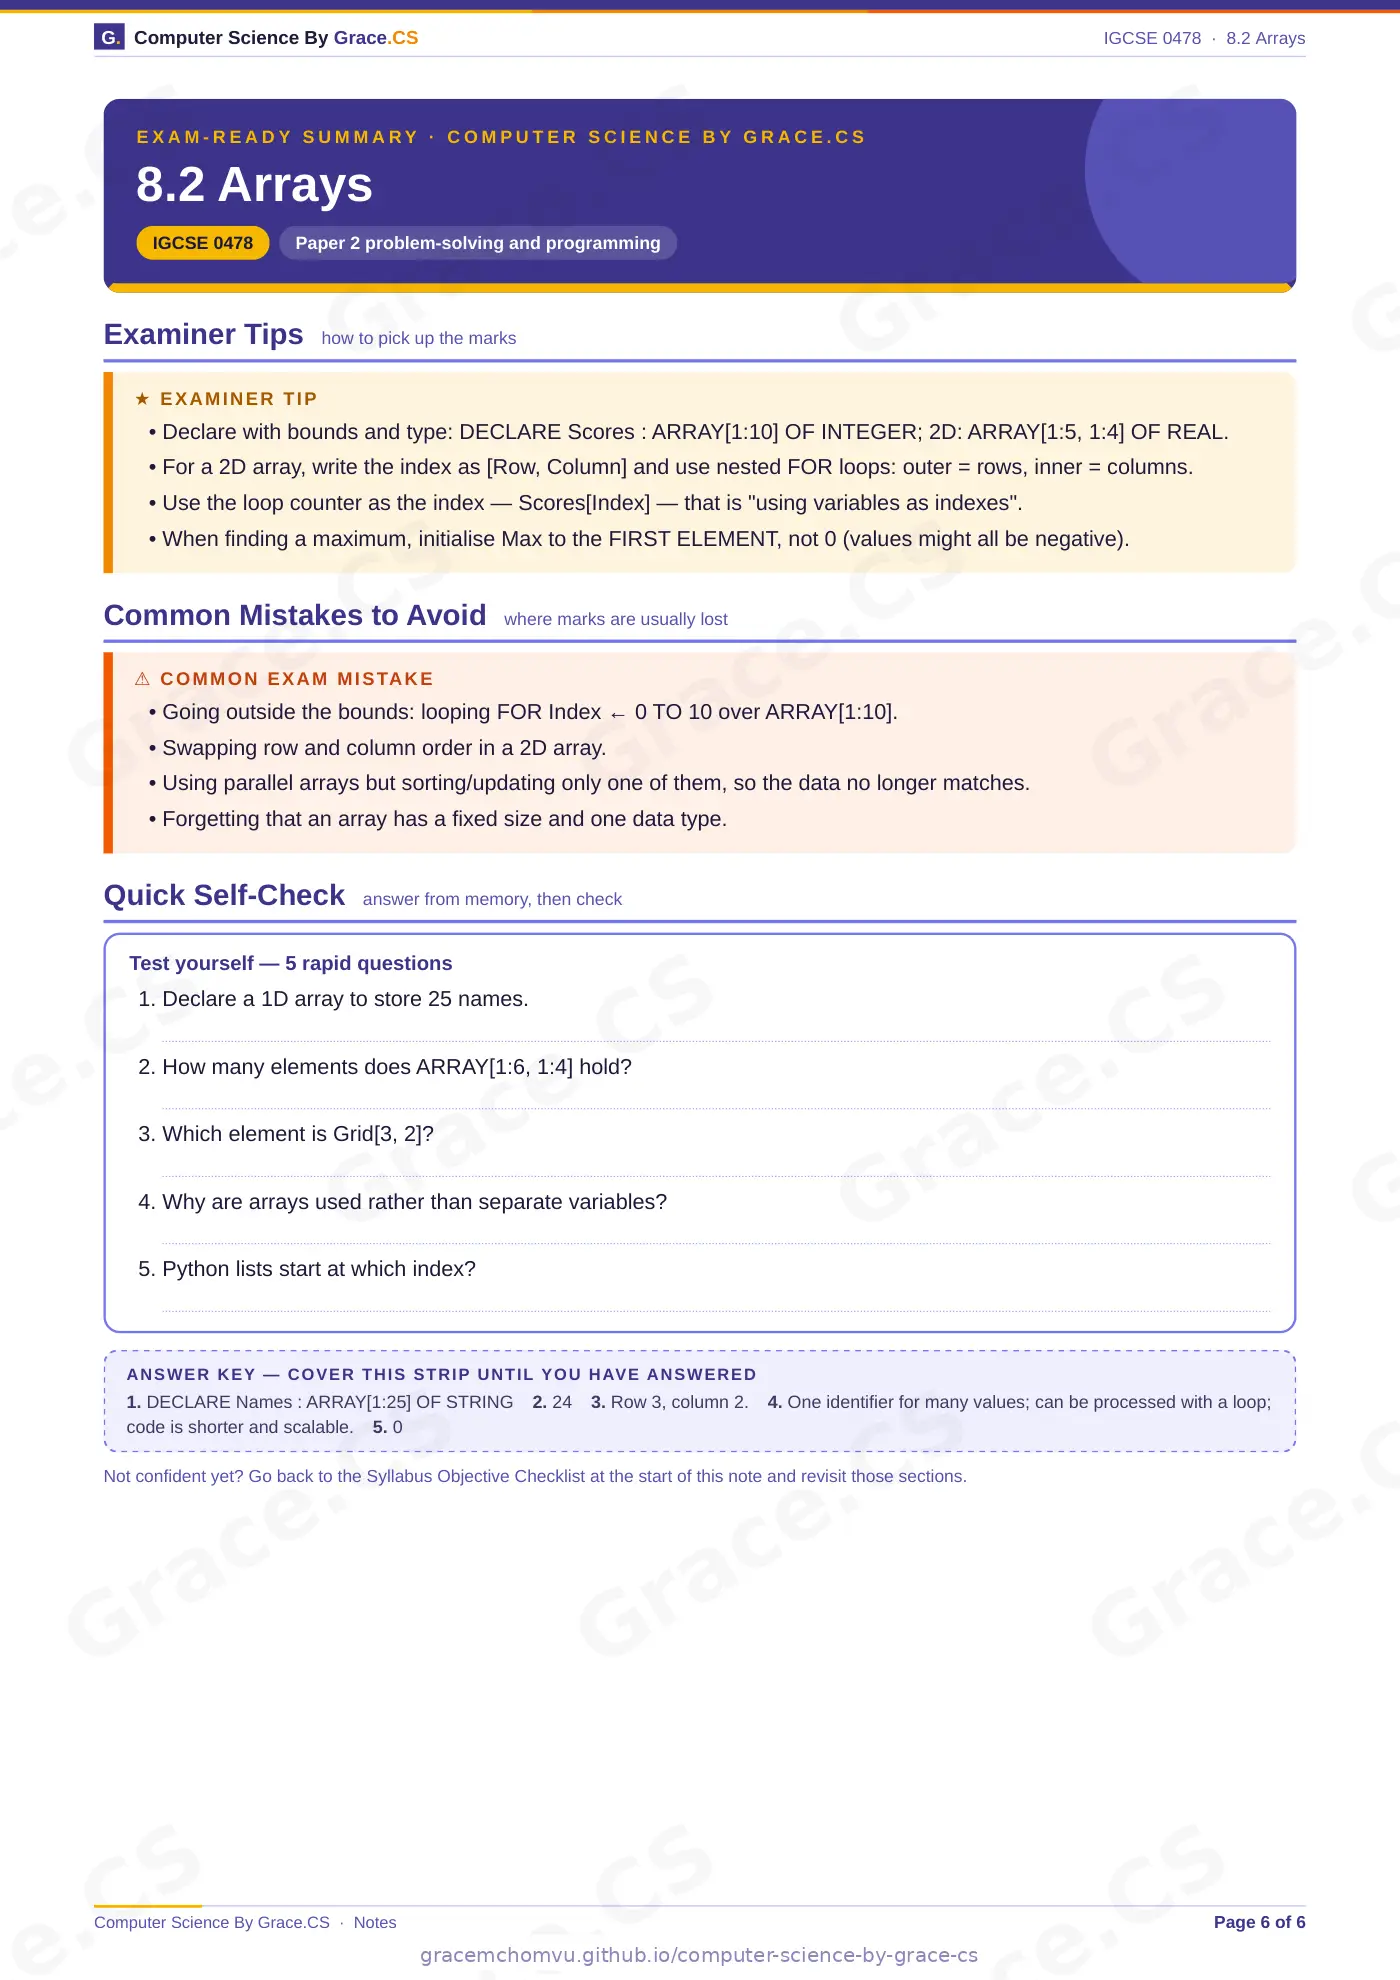 G. Computer Science By Grace.CS
IGCSE 0478 · 8.2 Arrays
EXAM-READY SUMMARY · COMPUTER SCIENCE BY GRACE.CS
8.2 Arrays
IGCSE 0478 Paper 2 problem-solving and programming
Examiner Tips how to pick up the marks
★ EXAMINER TIP
• Declare with bounds and type: DECLARE Scores : ARRAY[1:10] OF INTEGER; 2D: ARRAY[1:5, 1:4] OF REAL.
• For a 2D array, write the index as [Row, Column] and use nested FOR loops: outer = rows, inner = columns.
• Use the loop counter as the index — Scores[Index] — that is "using variables as indexes".
• When finding a maximum, initialise Max to the FIRST ELEMENT, not 0 (values might all be negative).
Common Mistakes to Avoid where marks are usually lost
⚠ COMMON EXAM MISTAKE
• Going outside the bounds: looping FOR Index ← 0 TO 10 over ARRAY[1:10].
• Swapping row and column order in a 2D array.
• Using parallel arrays but sorting/updating only one of them, so the data no longer matches.
• Forgetting that an array has a fixed size and one data type.
Quick Self-Check answer from memory, then check
Test yourself — 5 rapid questions
1. Declare a 1D array to store 25 names.
2. How many elements does ARRAY[1:6, 1:4] hold?
3. Which element is Grid[3, 2]?
4. Why are arrays used rather than separate variables?
5. Python lists start at which index?
ANSWER KEY — COVER THIS STRIP UNTIL YOU HAVE ANSWERED
1. DECLARE Names : ARRAY[1:25] OF STRING 2. 24 3. Row 3, column 2. 4. One identifier for many values; can be processed with a loop;
code is shorter and scalable. 5. 0
Not confident yet? Go back to the Syllabus Objective Checklist at the start of this note and revisit those sections.
Computer Science By Grace.CS · Notes
Page 6 of 6
gracemchomvu.github.io/computer-science-by-grace-cs